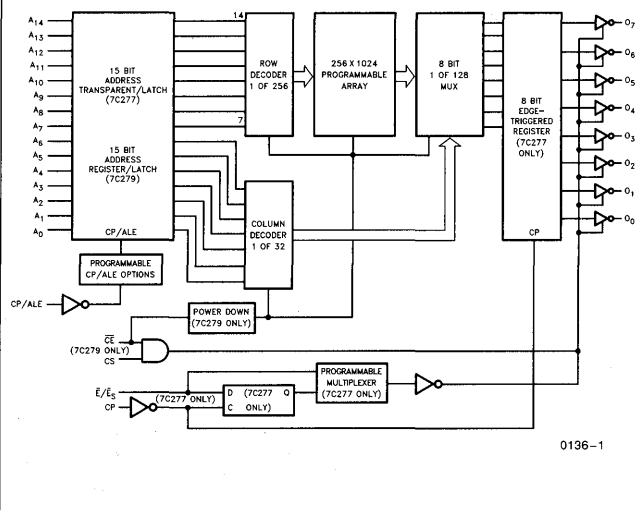 A14
A13
A12
A11
A10
A9
A8
A7
A6
A5
A4
A3
A2
A1
A0
15 BIT
ADDRESS
TRANSPARENT/LATCH
(7C277)
15 BIT
ADDRESS
REGISTER/LATCH
(7C279)
CP/ALE
14
7
ROW
DECODER
1 OF 256
256 X 1024
PROGRAMMABLE
ARRAY
8 BIT
1 OF 128
MUX
8 BIT
EDGE-
TRIGGERED
REGISTER
(7C277
ONLY)
CP
O7
O6
O5
O4
O3
O2
O1
O0
COLUMN
DECODER
1 OF 32
PROGRAMMABLE
CP/ALE OPTIONS
CP/ALE
POWER DOWN
(7C279 ONLY)
C̅E̅
(7C279 ONLY)
CS
PROGRAMMABLE
MULTIPLEXER
(7C277 ONLY)
E̅/E̅S
(7C277 ONLY)
CP
D (7C277 Q
C ONLY)
0136-1